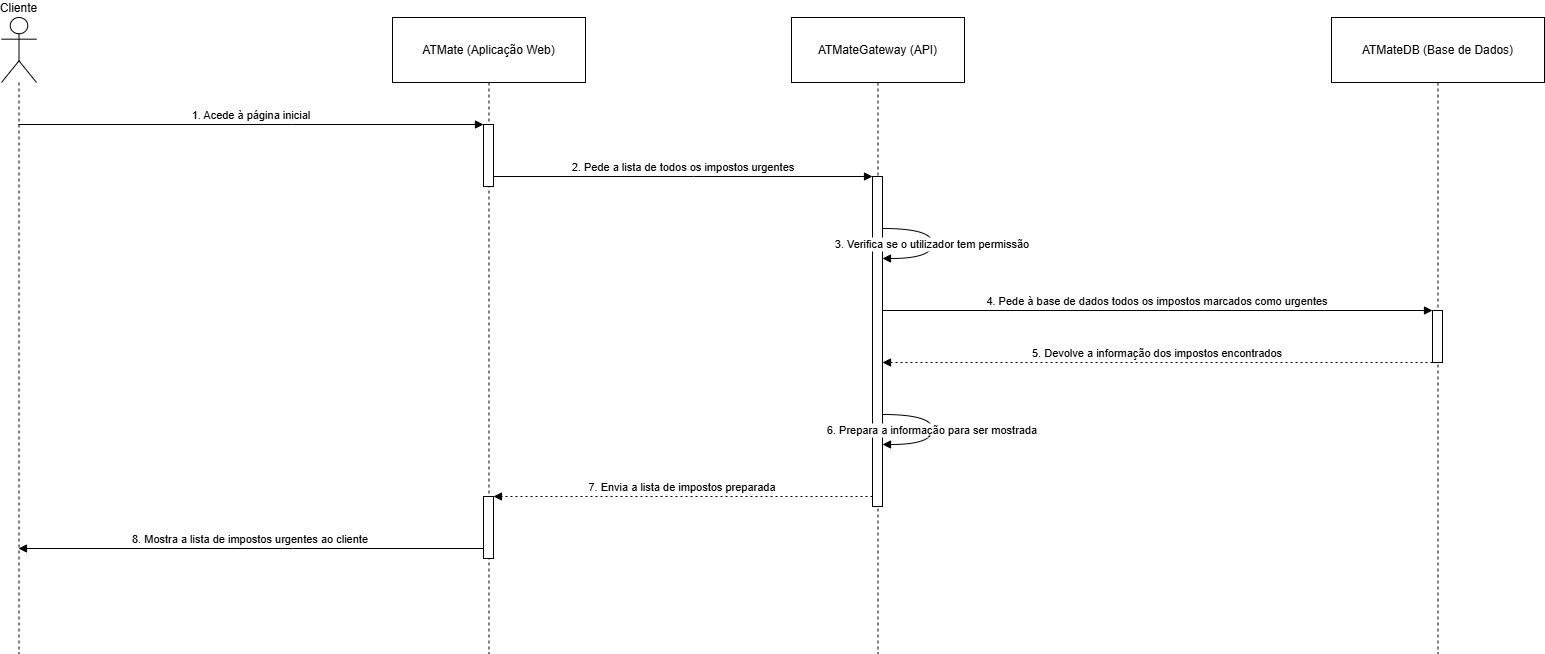 Cliente
ATMate (Aplicação Web)
ATMateGateway (API)
ATMateDB (Base de Dados)
1. Acede à página inicial
2. Pede a lista de todos os impostos urgentes
3. Verifica se o utilizador tem permissão
4. Pede à base de dados todos os impostos marcados como urgentes
5. Devolve a informação dos impostos encontrados
6. Prepara a informação para ser mostrada
7. Envia a lista de impostos preparada
8. Mostra a lista de impostos urgentes ao cliente